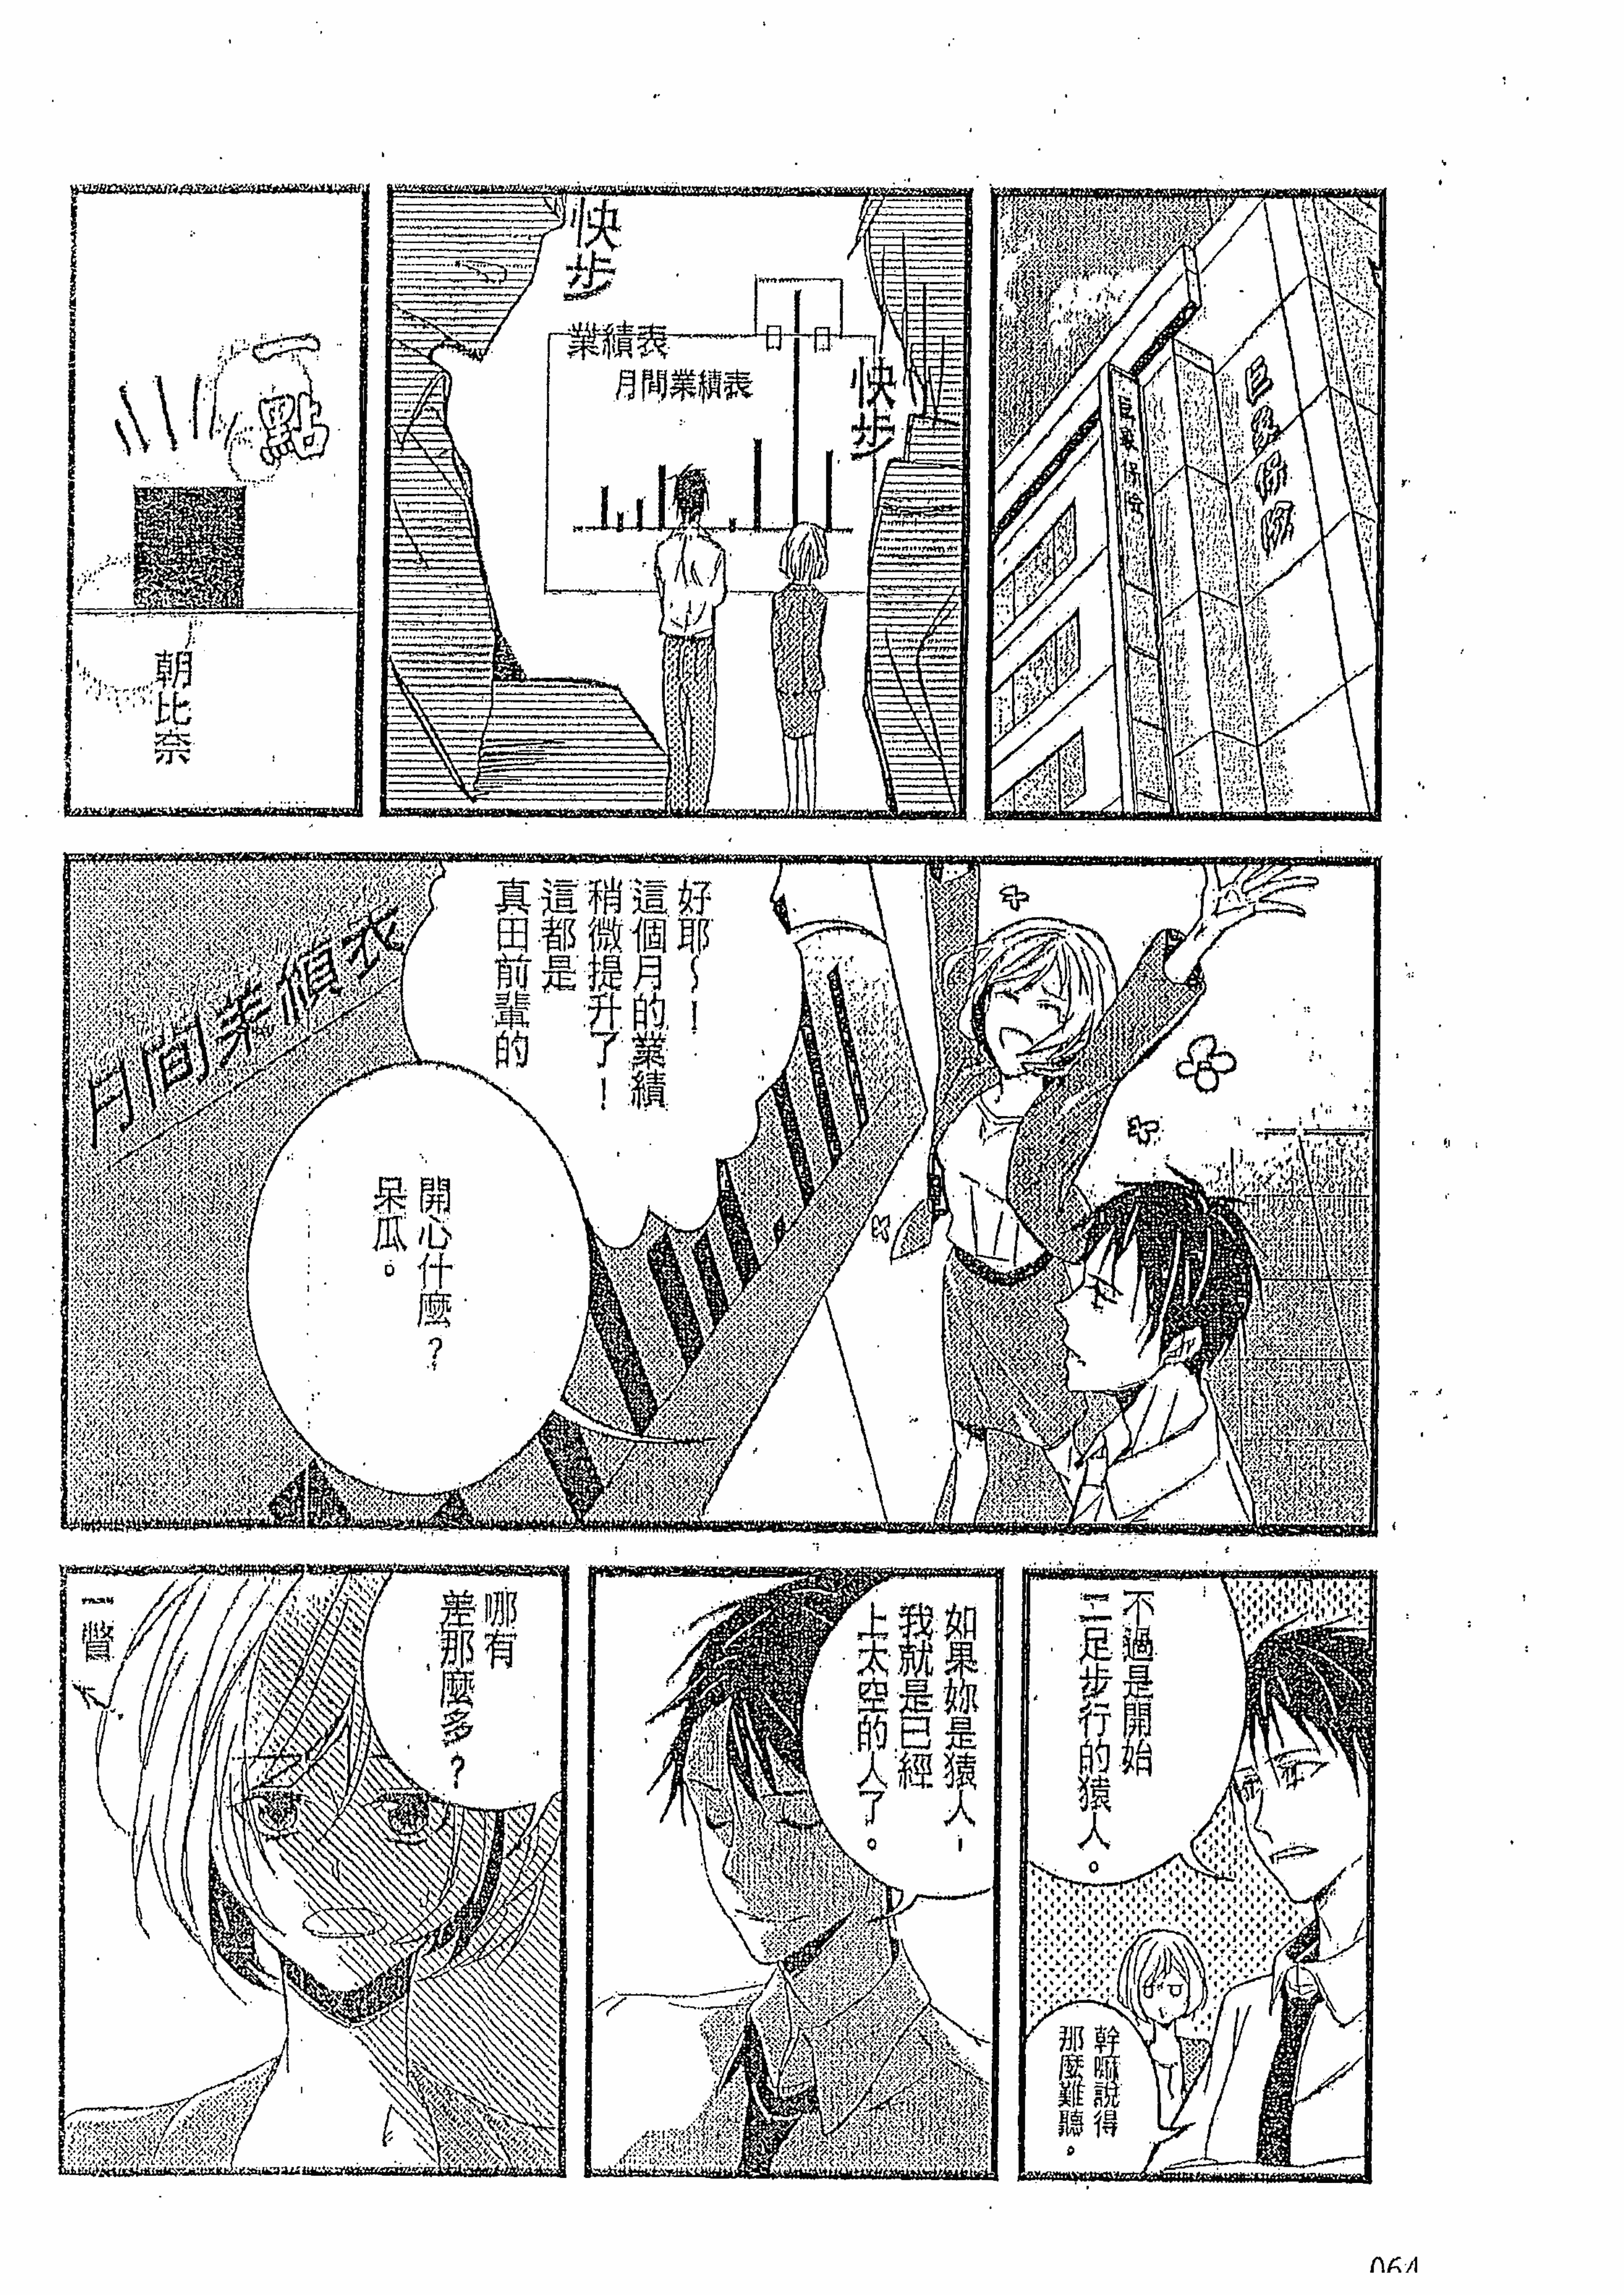 保險
保險
快步
快步
業績表
月間業績表
一點
朝比奈
好耶~!
這個月的業績
稍微提升了!
這都是
真田前輩的
開心什麼?
呆瓜。
月間業績表
不過是開始
二足步行的猿人。
幹嘛說得
那麼難聽。
如果妳是猿人,
我就是已經
上太空的人了。
哪有
差那麼多?
一瞥
064